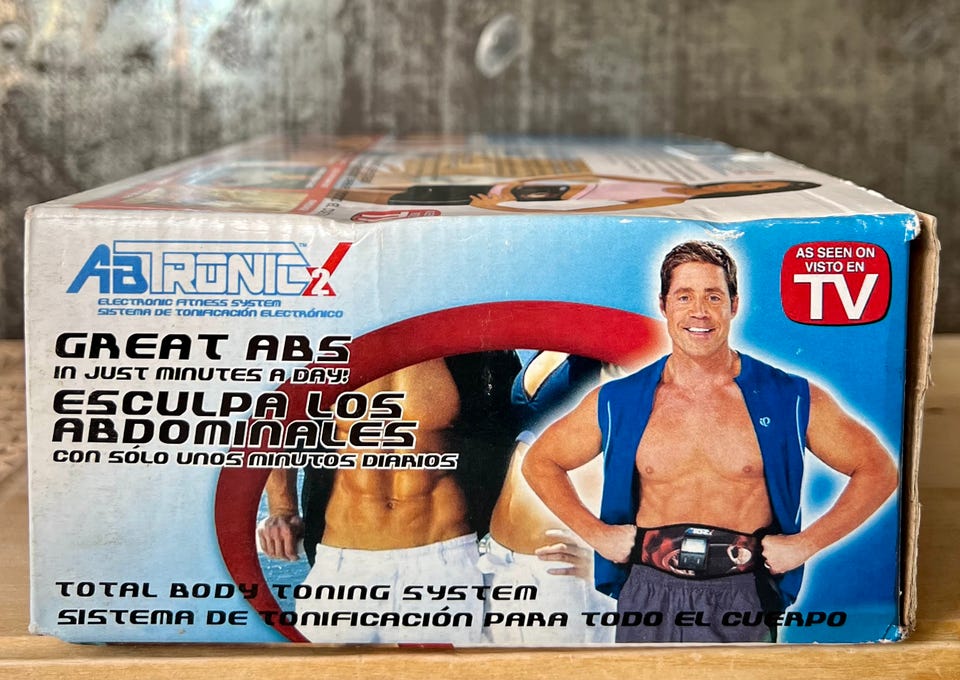 ABTRONIC X2™
ELECTRONIC FITNESS SYSTEM
SISTEMA DE TONIFICACIÓN ELECTRÓNICO
GREAT ABS
IN JUST MINUTES A DAY!
ESCULPA LOS
ABDOMINALES
CON SÓLO UNOS MINUTOS DIARIOS
AS SEEN ON
VISTO EN
TV
TOTAL BODY TONING SYSTEM
SISTEMA DE TONIFICACIÓN PARA TODO EL CUERPO